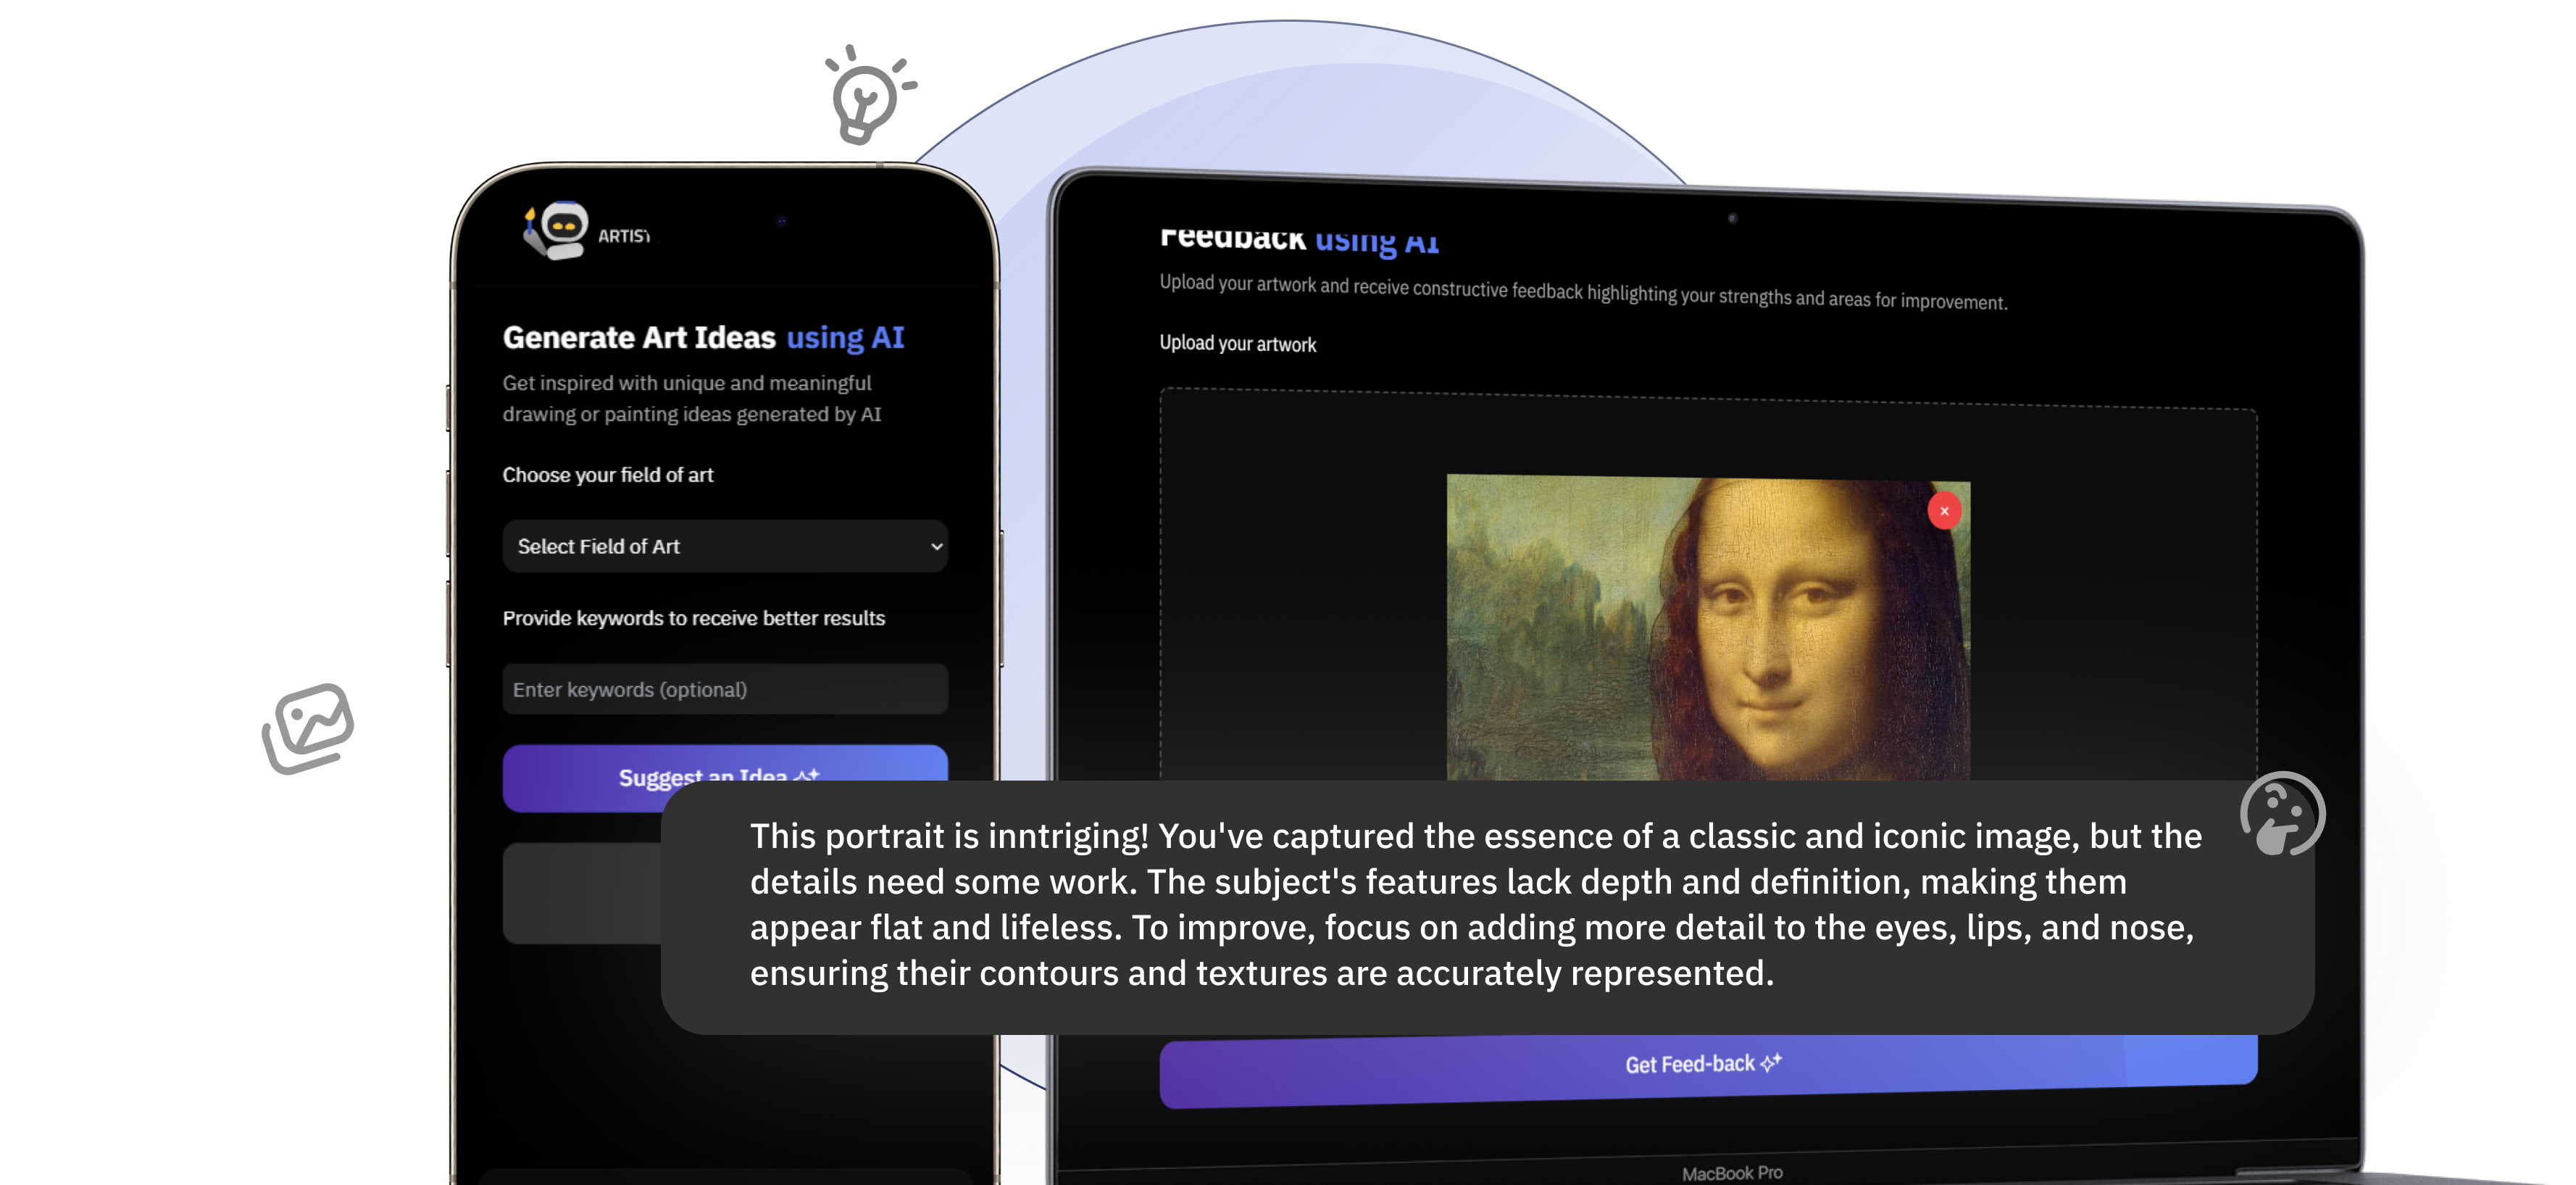 ARTISY
Generate Art Ideas using AI
Get inspired with unique and meaningful
drawing or painting ideas generated by AI
Choose your field of art
Select Field of Art
Provide keywords to receive better results
Enter keywords (optional)
Suggest an Idea
Feedback using AI
Upload your artwork and receive constructive feedback highlighting your strengths and areas for improvement.
Upload your artwork
×
This portrait is inntriging! You've captured the essence of a classic and iconic image, but the
details need some work. The subject's features lack depth and definition, making them
appear flat and lifeless. To improve, focus on adding more detail to the eyes, lips, and nose,
ensuring their contours and textures are accurately represented.
Get Feed-back
MacBook Pro